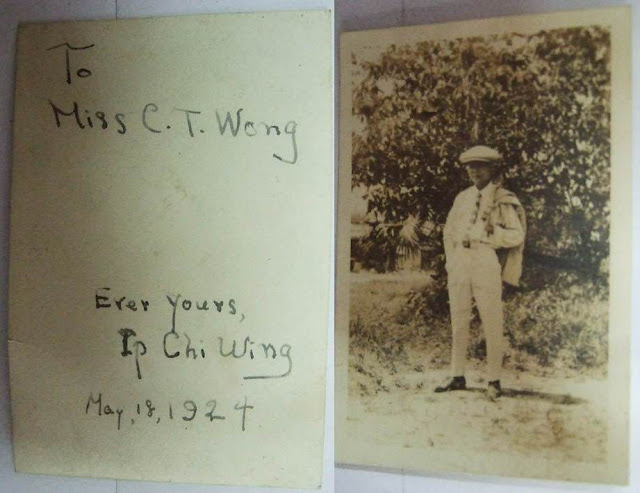 To
Miss C. T. Wong
Ever Yours,
Ip Chi Wing
May, 18, 1924